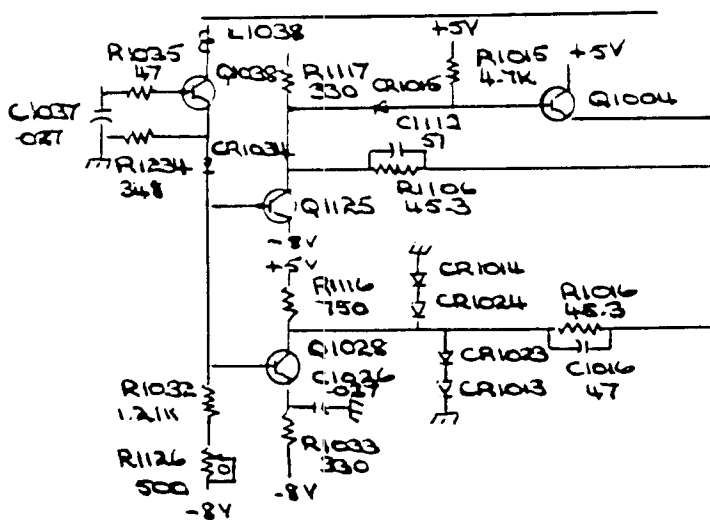 L1038
+5V
+5V
R1035
47
Q1038
R1117
330
CR1015
R1015
4.7K
Q1004
C1037
.027
C1112
51
R1234
348
CR1034
R1106
45.3
Q1125
-8V
+5V
CR1014
R1116
750
CR1024
R1016
45.3
Q1028
CR1023
C1016
47
C1026
.027
CR1013
R1032
1.21K
R1033
330
R1126
500
-8V
-8V